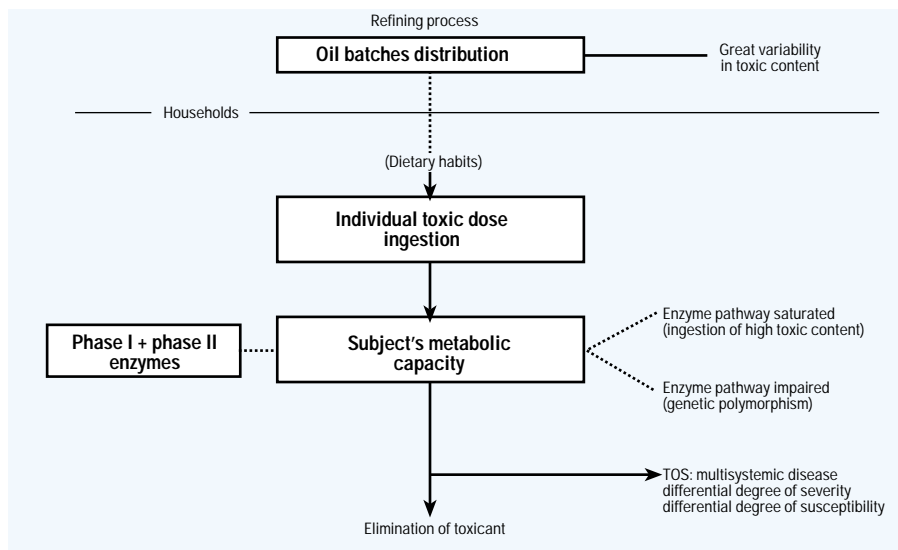 Refining process
Oil batches distribution
Great variability
in toxic content
Households
(Dietary habits)
Individual toxic dose
ingestion
Phase I + phase II
enzymes
Subject's metabolic
capacity
Enzyme pathway saturated
(ingestion of high toxic content)
Enzyme pathway impaired
(genetic polymorphism)
TOS: multisystemic disease
differential degree of severity
differential degree of susceptibility
Elimination of toxicant